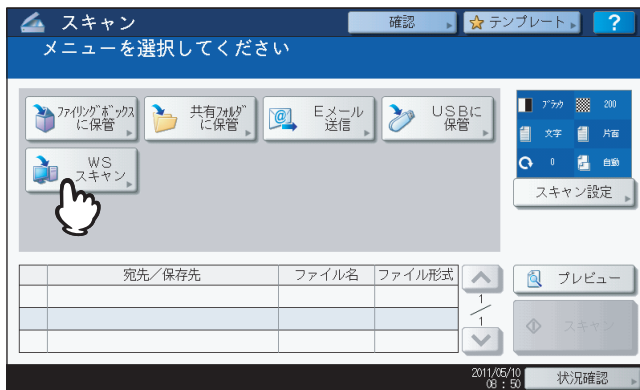 スキャン
確認
テンプレート
?
メニューを選択してください
ファイリングボックス
に保管
共有フォルダ
に保管
Eメール
送信
USBに
保管
WS
スキャン
ブラック
200
文字
片面
0
自動
スキャン設定
宛先／保存先
ファイル名
ファイル形式
1
1
プレビュー
スキャン
2011/05/10
08：50
状況確認